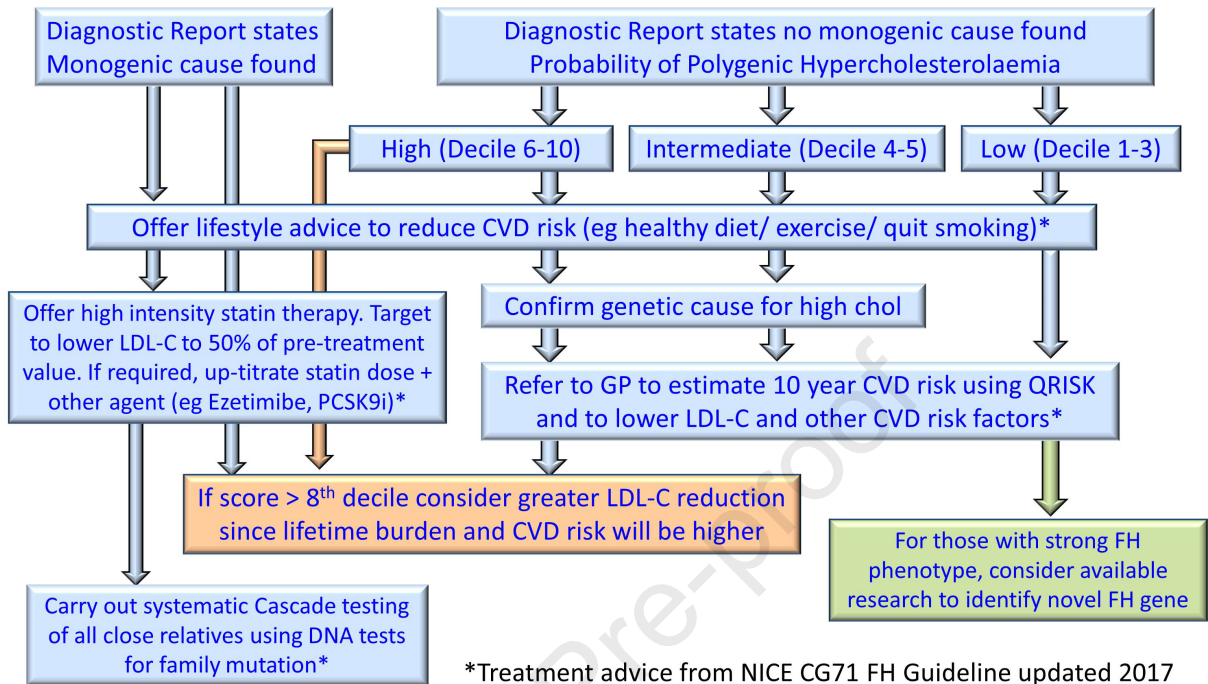 Diagnostic Report states
Monogenic cause found
Diagnostic Report states no monogenic cause found
Probability of Polygenic Hypercholesterolaemia
High (Decile 6-10)
Intermediate (Decile 4-5)
Low (Decile 1-3)
Offer lifestyle advice to reduce CVD risk (eg healthy diet/ exercise/ quit smoking)*
Offer high intensity statin therapy. Target
to lower LDL-C to 50% of pre-treatment
value. If required, up-titrate statin dose +
other agent (eg Ezetimibe, PCSK9i)*
Confirm genetic cause for high chol
Refer to GP to estimate 10 year CVD risk using QRISK
and to lower LDL-C and other CVD risk factors*
If score > 8th decile consider greater LDL-C reduction
since lifetime burden and CVD risk will be higher
For those with strong FH
phenotype, consider available
research to identify novel FH gene
Carry out systematic Cascade testing
of all close relatives using DNA tests
for family mutation*
*Treatment advice from NICE CG71 FH Guideline updated 2017
Pre-proof